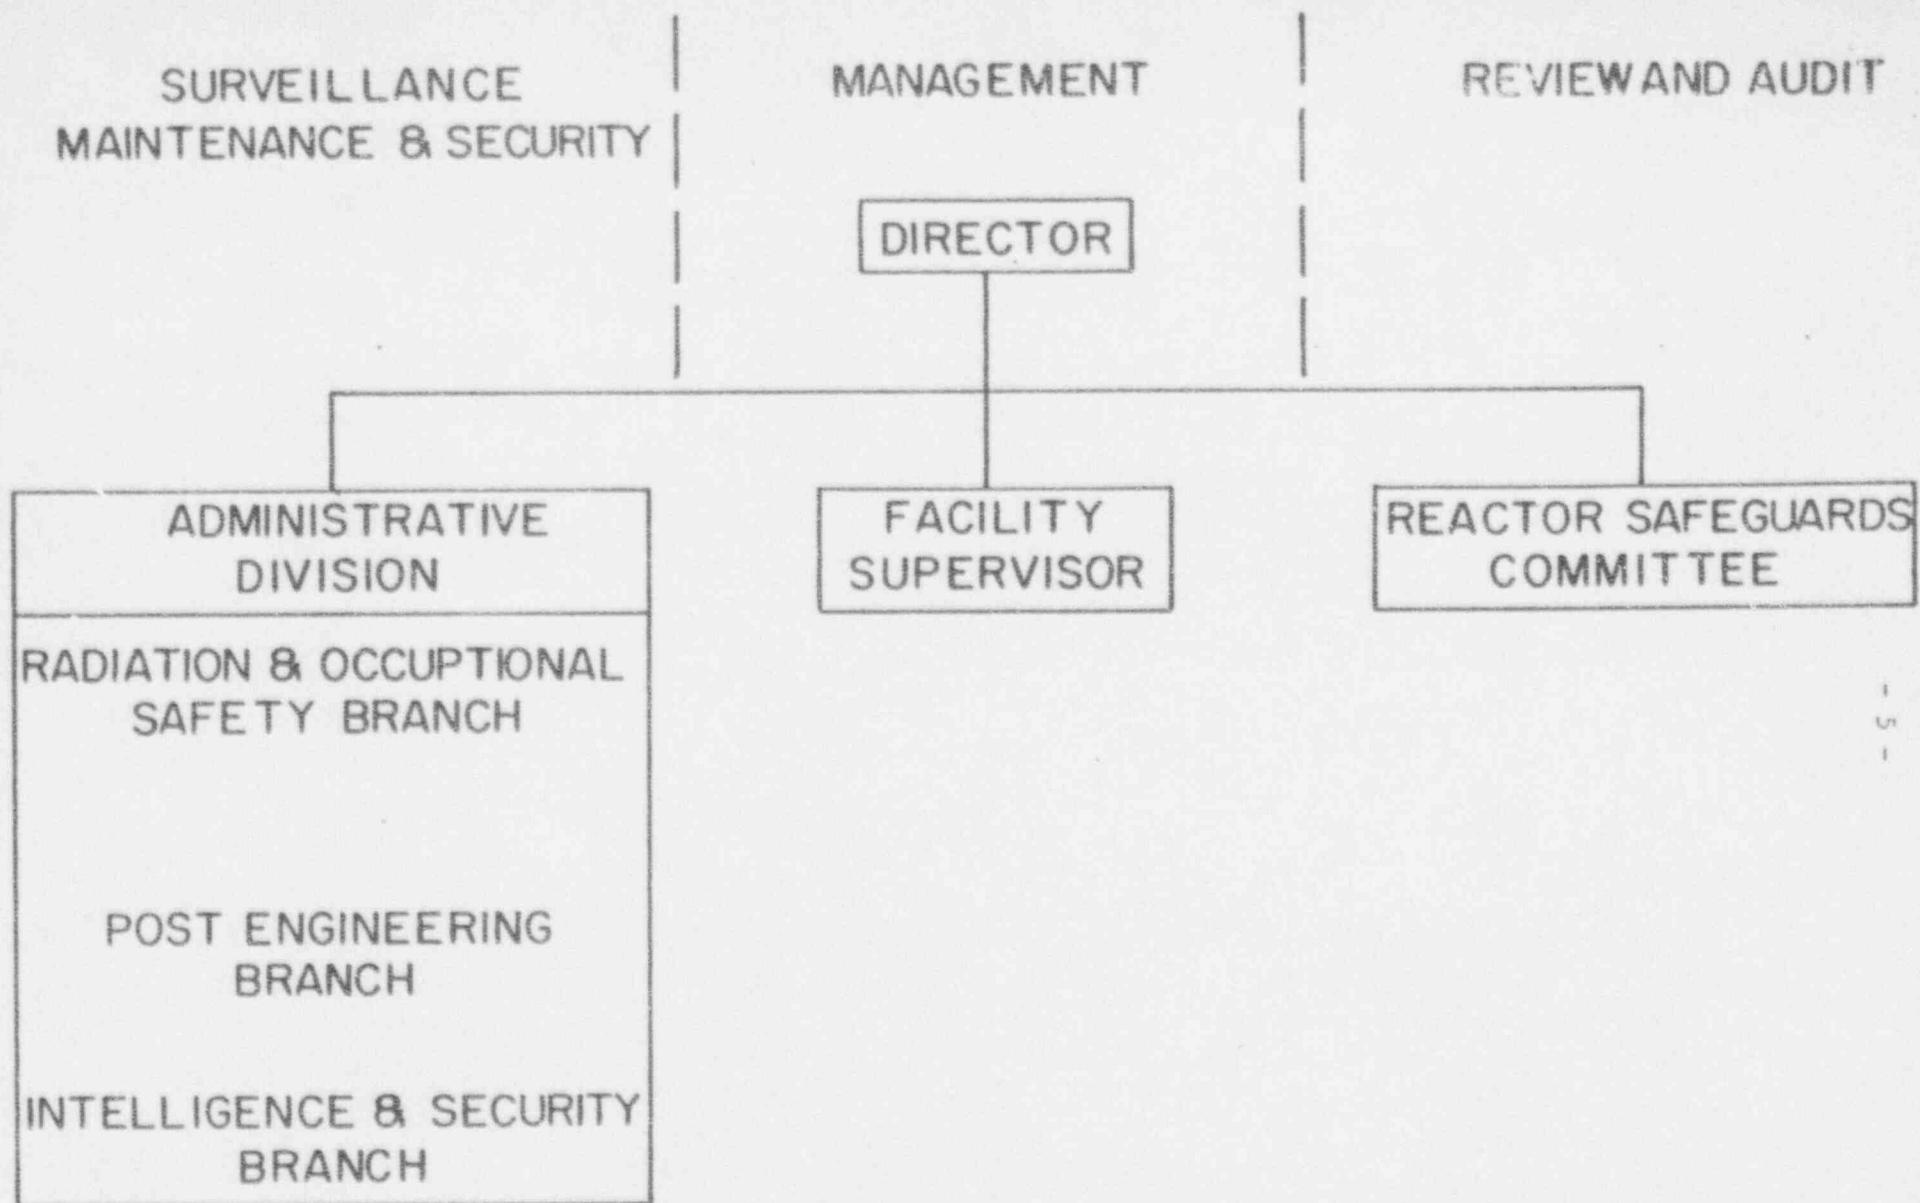 SURVEILLANCE
MAINTENANCE & SECURITY
MANAGEMENT
REVIEW AND AUDIT
DIRECTOR
ADMINISTRATIVE
DIVISION
RADIATION & OCCUPTIONAL
SAFETY BRANCH
POST ENGINEERING
BRANCH
INTELLIGENCE & SECURITY
BRANCH
FACILITY
SUPERVISOR
REACTOR SAFEGUARDS
COMMITTEE
- 5 -